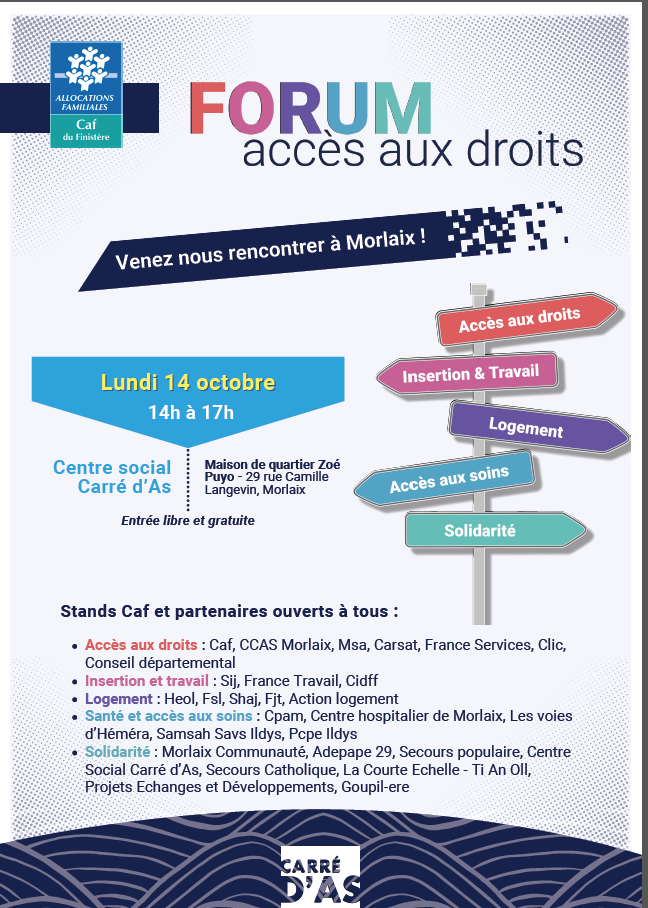 ALLOCATIONS
FAMILIALES
Caf
du Finistère
FORUM
accès aux droits
Venez nous rencontrer à Morlaix !
Accès aux droits
Insertion & Travail
Logement
Accès aux soins
Solidarité
Lundi 14 octobre
14h à 17h
Centre social
Carré d’As
Maison de quartier Zoé
Puyo - 29 rue Camille
Langevin, Morlaix
Entrée libre et gratuite
Stands Caf et partenaires ouverts à tous :
• Accès aux droits : Caf, CCAS Morlaix, Msa, Carsat, France Services, Clic,
Conseil départemental
• Insertion et travail : Sij, France Travail, Cidff
• Logement : Heol, Fsl, Shaj, Fjt, Action logement
• Santé et accès aux soins : Cpam, Centre hospitalier de Morlaix, Les voies
d’Héméra, Samsah Savs Ildys, Pcpe Ildys
• Solidarité : Morlaix Communauté, Adepape 29, Secours populaire, Centre
Social Carré d’As, Secours Catholique, La Courte Echelle - Ti An Oll,
Projets Echanges et Développements, Goupil-ere
CARRÉ
D’AS